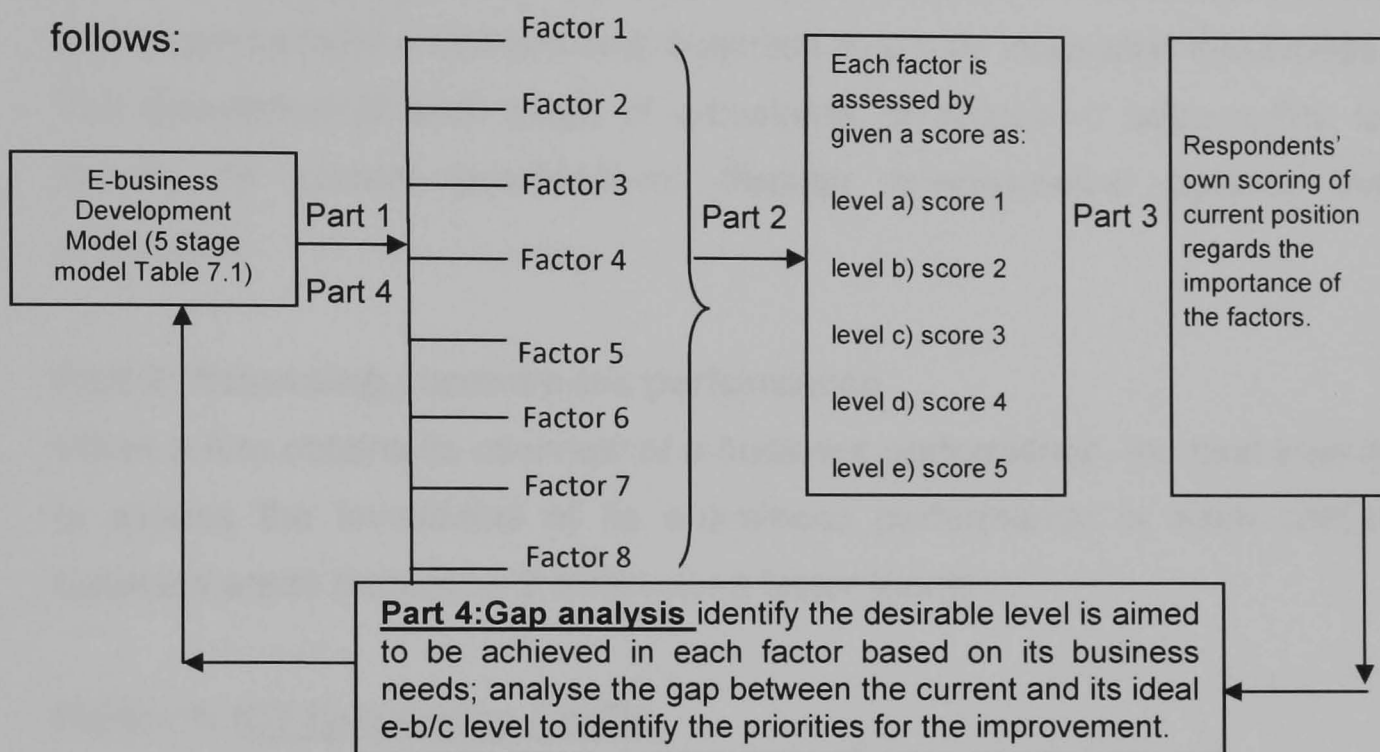 follows:
E-business
Development
Model (5 stage
model Table 7.1)
Part 1
Part 4
Factor 1
Factor 2
Factor 3
Factor 4
Factor 5
Factor 6
Factor 7
Factor 8
Part 2
Each factor is
assessed by
given a score as:
level a) score 1
level b) score 2
level c) score 3
level d) score 4
level e) score 5
Part 3
Respondents’
own scoring of
current position
regards the
importance of
the factors.
Part 4:Gap analysis identify the desirable level is aimed
to be achieved in each factor based on its business
needs; analyse the gap between the current and its ideal
e-b/c level to identify the priorities for the improvement.